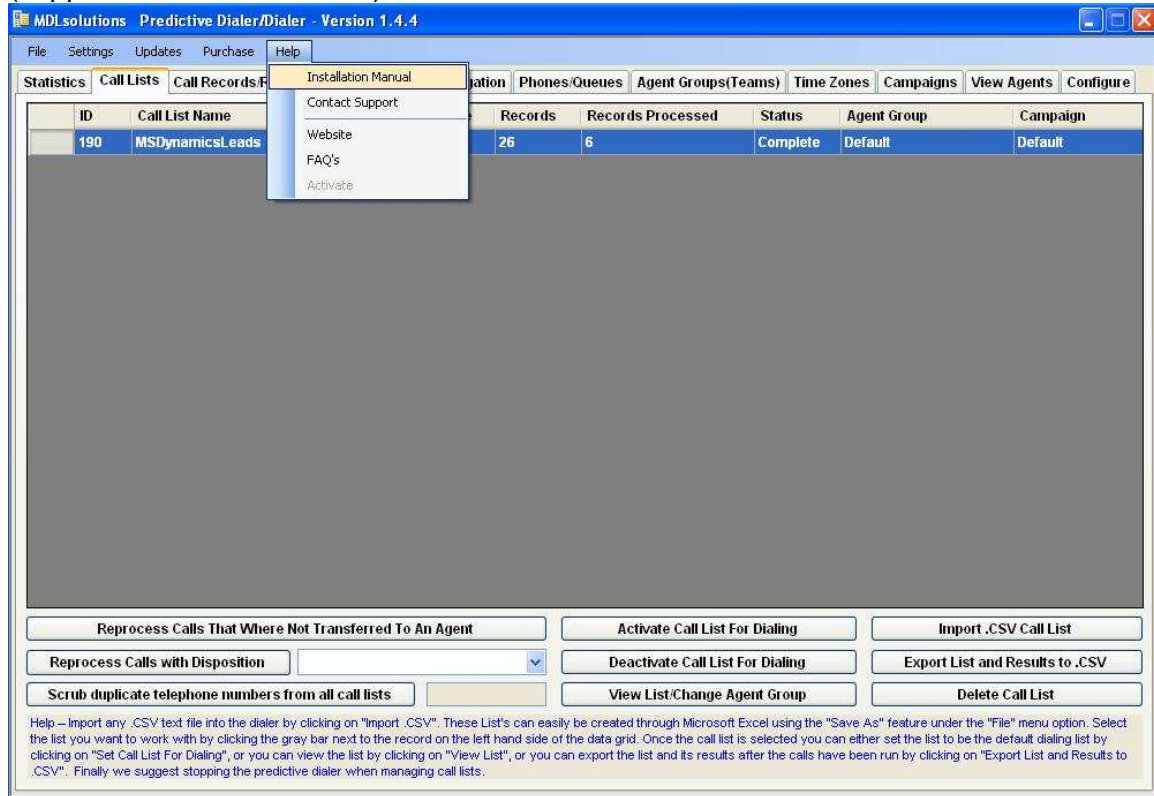 MDLsolutions Predictive Dialer/Dialer - Version 1.4.4
File Settings Updates Purchase Help
Statistics Call Lists Call Records/R Phones/Queues Agent Groups(Teams) Time Zones Campaigns View Agents Configure
Installation Manual
Contact Support
Website
FAQ's
Activate
ID Call List Name Records Records Processed Status Agent Group Campaign
190 MSDynamicsLeads 26 6 Complete Default Default
Reprocess Calls That Where Not Transferred To An Agent Activate Call List For Dialing Import .CSV Call List
Reprocess Calls with Disposition Deactivate Call List For Dialing Export List and Results to .CSV
Scrub duplicate telephone numbers from all call lists View List/Change Agent Group Delete Call List
Help – Import any .CSV text file into the dialer by clicking on "Import .CSV". These List's can easily be created through Microsoft Excel using the "Save As" feature under the "File" menu option. Select
the list you want to work with by clicking the gray bar next to the record on the left hand side of the data grid. Once the call list is selected you can either set the list to be the default dialing list by
clicking on "Set Call List For Dialing", or you can view the list by clicking on "View List", or you can export the list and its results after the calls have been run by clicking on "Export List and Results to
.CSV". Finally we suggest stopping the predictive dialer when managing call lists.